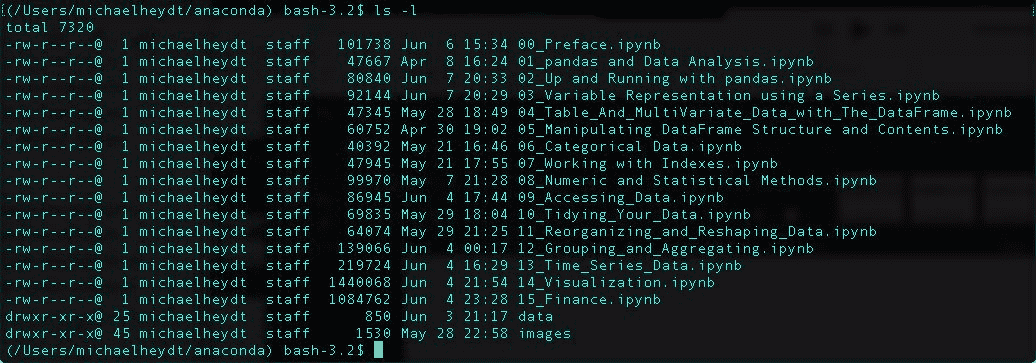 (/Users/michaelheydt/anaconda) bash-3.2$ ls -l
total 7320
-rw-r--r--@  1 michaelheydt  staff   101738 Jun  6 15:34 00_Preface.ipynb
-rw-r--r--@  1 michaelheydt  staff    47667 Apr  8 16:24 01_pandas and Data Analysis.ipynb
-rw-r--r--@  1 michaelheydt  staff    80840 Jun  7 20:33 02_Up and Running with pandas.ipynb
-rw-r--r--@  1 michaelheydt  staff    92144 Jun  7 20:29 03_Variable Representation using a Series.ipynb
-rw-r--r--@  1 michaelheydt  staff    47345 May 28 18:49 04_Table_And_MultiVariate_Data_with_The_DataFrame.ipynb
-rw-r--r--@  1 michaelheydt  staff    60752 Apr 30 19:02 05_Manipulating DataFrame Structure and Contents.ipynb
-rw-r--r--@  1 michaelheydt  staff    40392 May 21 16:46 06_Categorical Data.ipynb
-rw-r--r--@  1 michaelheydt  staff    47945 May 21 17:55 07_Working with Indexes.ipynb
-rw-r--r--@  1 michaelheydt  staff    99970 May  7 21:28 08_Numeric and Statistical Methods.ipynb
-rw-r--r--@  1 michaelheydt  staff    86945 Jun  4 17:44 09_Accessing_Data.ipynb
-rw-r--r--@  1 michaelheydt  staff    69835 May 29 18:04 10_Tidying_Your_Data.ipynb
-rw-r--r--@  1 michaelheydt  staff    64074 May 29 21:25 11_Reorganizing_and_Reshaping_Data.ipynb
-rw-r--r--@  1 michaelheydt  staff   139066 Jun  4 00:17 12_Grouping_and_Aggregating.ipynb
-rw-r--r--@  1 michaelheydt  staff   219724 Jun  4 16:29 13_Time_Series_Data.ipynb
-rw-r--r--@  1 michaelheydt  staff  1440068 Jun  4 21:54 14_Visualization.ipynb
-rw-r--r--@  1 michaelheydt  staff  1084762 Jun  4 23:28 15_Finance.ipynb
drwxr-xr-x@ 25 michaelheydt  staff      850 Jun  3 21:17 data
drwxr-xr-x@ 45 michaelheydt  staff     1530 May 28 22:58 images
(/Users/michaelheydt/anaconda) bash-3.2$